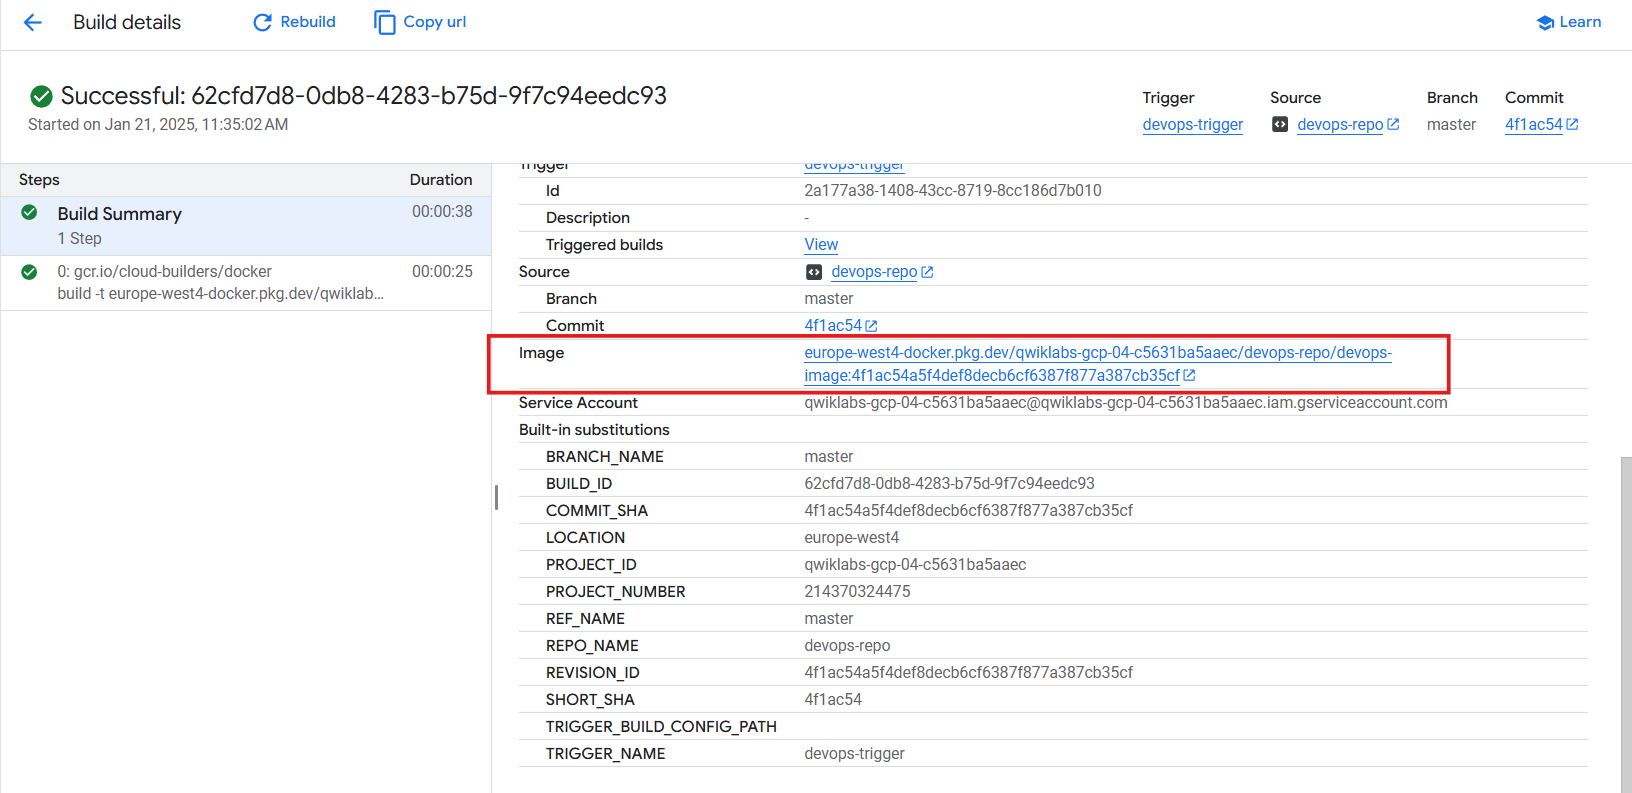 Build details
Rebuild
Copy url
Learn
Successful: 62cfd7d8-0db8-4283-b75d-9f7c94eedc93
Started on Jan 21, 2025, 11:35:02 AM
Trigger Source Branch Commit
devops-trigger devops-repo master 4f1ac54
Steps Duration
Build Summary 00:00:38
1 Step
0: gcr.io/cloud-builders/docker 00:00:25
build -t europe-west4-docker.pkg.dev/qwiklab...
Trigger devops-trigger
Id 2a177a38-1408-43cc-8719-8cc186d7b010
Description -
Triggered builds View
Source devops-repo
Branch master
Commit 4f1ac54
Image europe-west4-docker.pkg.dev/qwiklabs-gcp-04-c5631ba5aaec/devops-repo/devops-
image:4f1ac54a5f4def8decb6cf6387f877a387cb35cf
Service Account qwiklabs-gcp-04-c5631ba5aaec@qwiklabs-gcp-04-c5631ba5aaec.iam.gserviceaccount.com
Built-in substitutions
BRANCH_NAME master
BUILD_ID 62cfd7d8-0db8-4283-b75d-9f7c94eedc93
COMMIT_SHA 4f1ac54a5f4def8decb6cf6387f877a387cb35cf
LOCATION europe-west4
PROJECT_ID qwiklabs-gcp-04-c5631ba5aaec
PROJECT_NUMBER 214370324475
REF_NAME master
REPO_NAME devops-repo
REVISION_ID 4f1ac54a5f4def8decb6cf6387f877a387cb35cf
SHORT_SHA 4f1ac54
TRIGGER_BUILD_CONFIG_PATH
TRIGGER_NAME devops-trigger